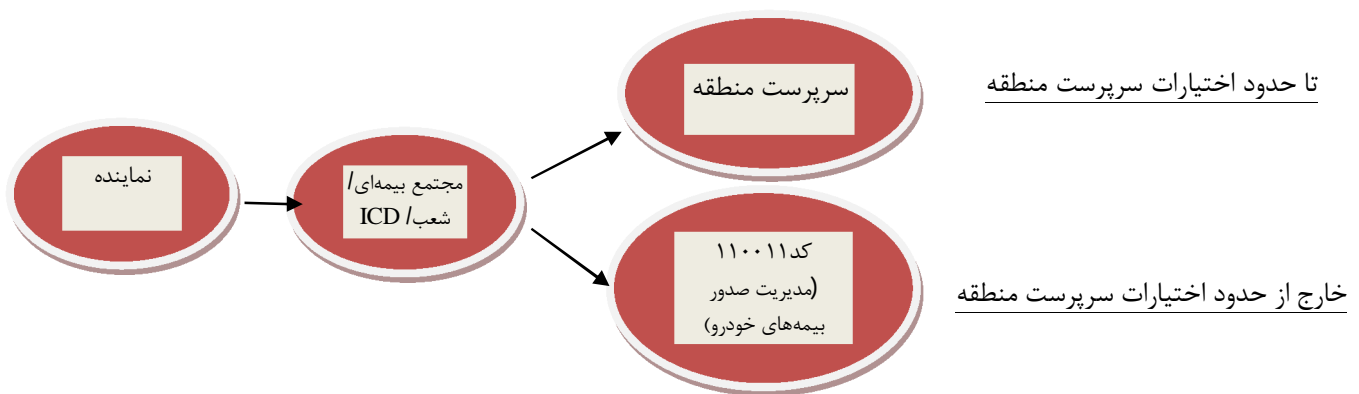 نماینده
مجتمع بیمه‌ای/
شعب/ ICD
سرپرست منطقه
تا حدود اختیارات سرپرست منطقه
کد۱۱۰۰۱۱
(مدیریت صدور
بیمه‌های خودرو)
خارج از حدود اختیارات سرپرست منطقه